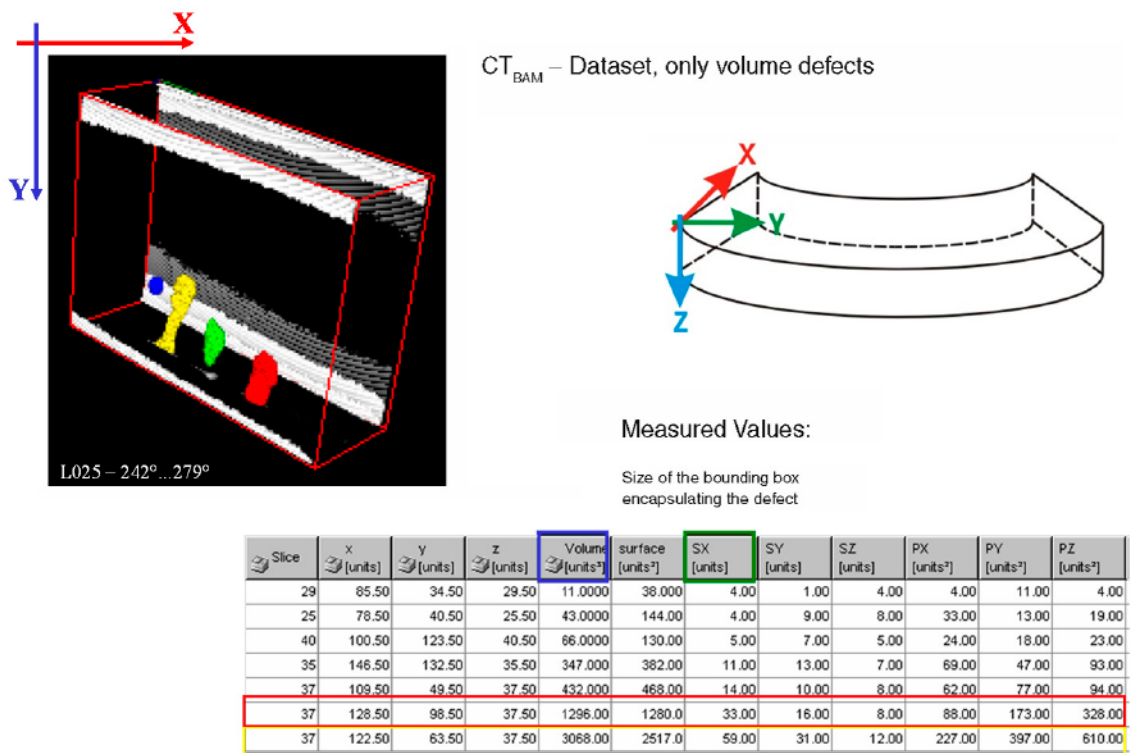 X
Y
CT BAM – Dataset, only volume defects
X
Y
Z
L025 – 242°...279°
Measured Values:
Size of the bounding box
encapsulating the defect
Slice x [units] y [units] z [units] Volume [units³] surface [units²] SX [units] SY [units] SZ [units] PX [units²] PY [units²] PZ [units²]
29 85.50 34.50 29.50 11.0000 38.000 4.00 1.00 4.00 4.00 11.00 4.00
25 78.50 40.50 25.50 43.0000 144.00 4.00 9.00 8.00 33.00 13.00 19.00
40 100.50 123.50 40.50 66.0000 130.00 5.00 7.00 5.00 24.00 18.00 23.00
35 146.50 132.50 35.50 347.000 382.00 11.00 13.00 7.00 69.00 47.00 93.00
37 109.50 49.50 37.50 432.000 468.00 14.00 10.00 8.00 62.00 77.00 94.00
37 128.50 98.50 37.50 1296.00 1280.0 33.00 16.00 8.00 88.00 173.00 328.00
37 122.50 63.50 37.50 3068.00 2517.0 59.00 31.00 12.00 227.00 397.00 610.00